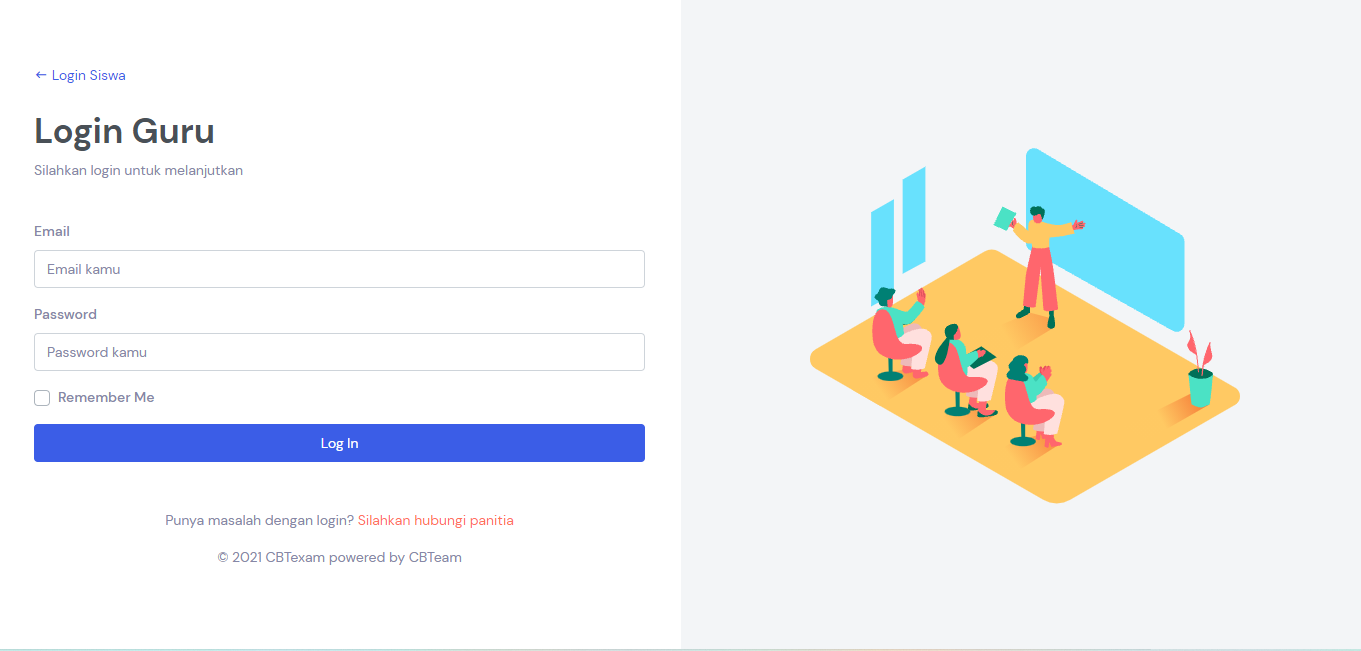 ← Login Siswa
Login Guru
Silahkan login untuk melanjutkan
Email
Email kamu
Password
Password kamu
Remember Me
Log In
Punya masalah dengan login? Silahkan hubungi panitia
© 2021 CBTexam powered by CBTeam